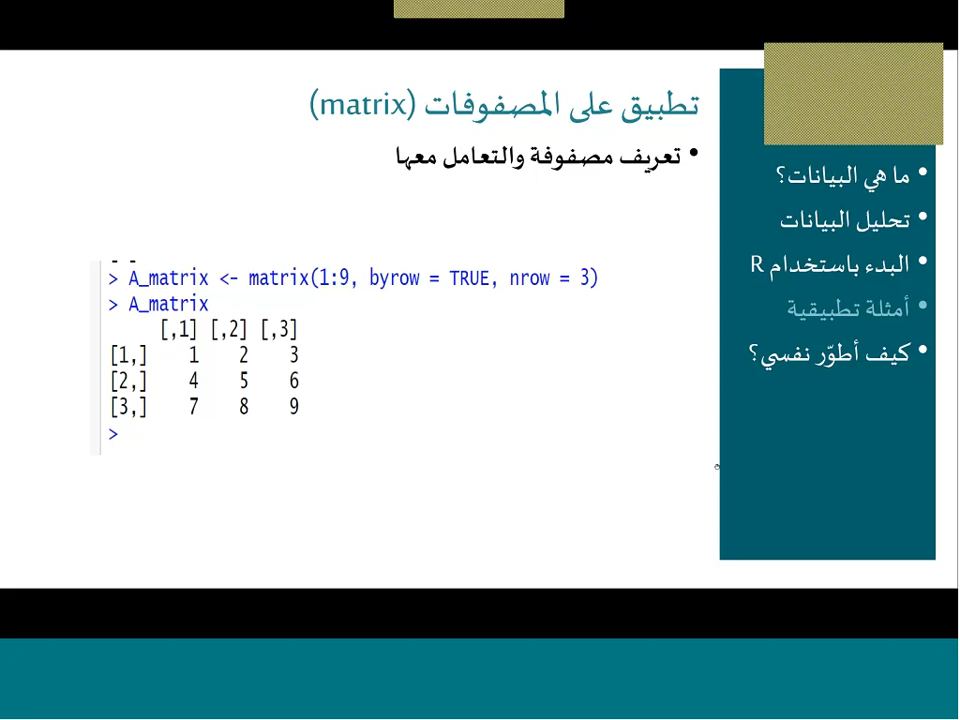 تطبيق على المصفوفات (matrix)
• تعريف مصفوفة والتعامل معها
> A_matrix <- matrix(1:9, byrow = TRUE, nrow = 3)
> A_matrix
[,1] [,2] [,3]
[1,] 1 2 3
[2,] 4 5 6
[3,] 7 8 9
>
• ما هي البيانات؟
• تحليل البيانات
• البدء باستخدام R
• أمثلة تطبيقية
• كيف أطوّر نفسي؟